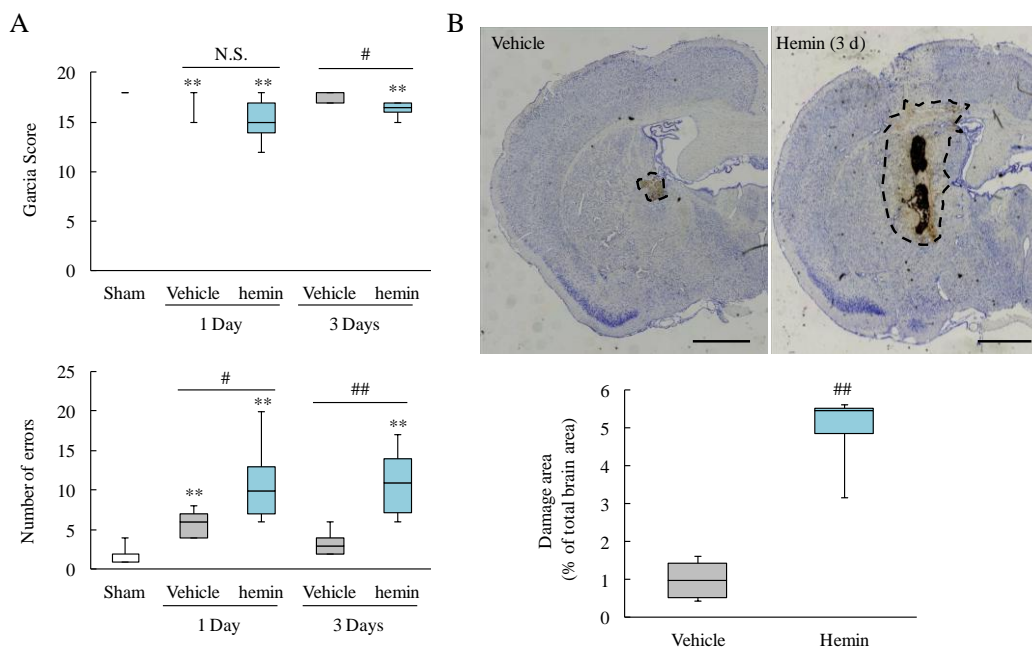 A
N.S.
#
20
**
**
**
15
10
5
0
Garcia Score
Sham
Vehicle
hemin
Vehicle
hemin
1 Day
3 Days
25
#
##
20
**
**
15
**
10
5
0
Number of errors
Sham
Vehicle
hemin
Vehicle
hemin
1 Day
3 Days
B
Vehicle
Hemin (3 d)
6
##
5
4
3
2
1
0
Damage area
(% of total brain area)
Vehicle
Hemin